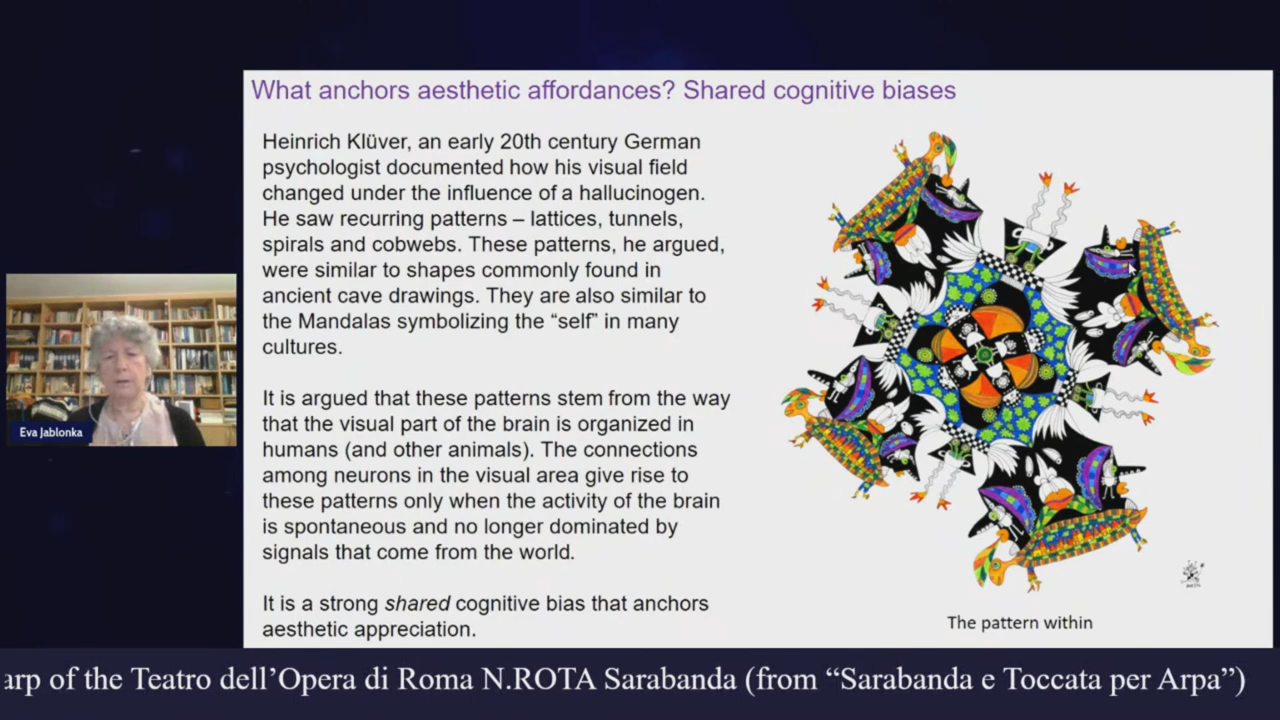 What anchors aesthetic affordances? Shared cognitive biases
Heinrich Klüver, an early 20th century German
psychologist documented how his visual field
changed under the influence of a hallucinogen.
He saw recurring patterns – lattices, tunnels,
spirals and cobwebs. These patterns, he argued,
were similar to shapes commonly found in
ancient cave drawings. They are also similar to
the Mandalas symbolizing the “self” in many
cultures.
It is argued that these patterns stem from the way
that the visual part of the brain is organized in
humans (and other animals). The connections
among neurons in the visual area give rise to
these patterns only when the activity of the brain
is spontaneous and no longer dominated by
signals that come from the world.
It is a strong shared cognitive bias that anchors
aesthetic appreciation.
The pattern within
Eva Jablonka
arp of the Teatro dell’Opera di Roma N.ROTA Sarabanda (from “Sarabanda e Toccata per Arpa”)